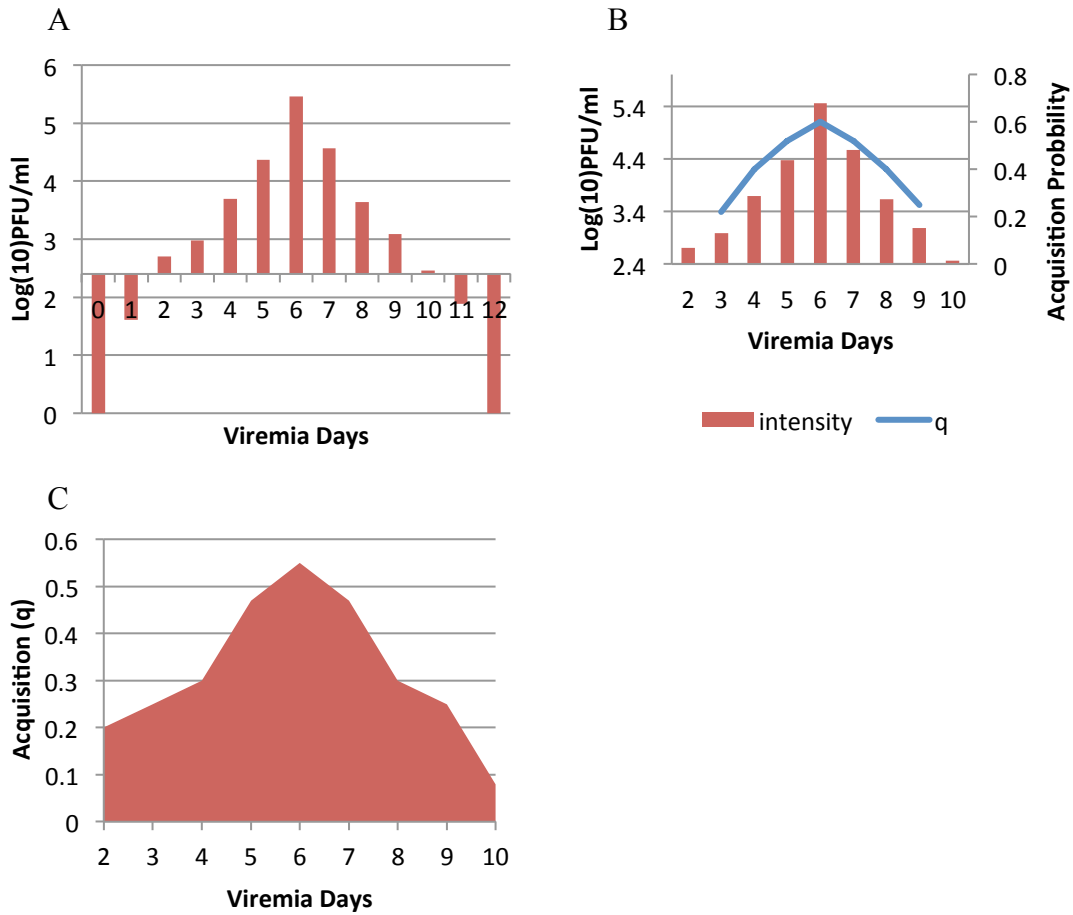 A
6
5
4
3
2
1
0
Log(10)PFU/ml
0 1 2 3 4 5 6 7 8 9 10 11 12
Viremia Days
B
5.4
4.4
3.4
2.4
Log(10)PFU/ml
0.8
0.6
0.4
0.2
0
Acquisition Probbility
2 3 4 5 6 7 8 9 10
Viremia Days
intensity q
C
0.6
0.5
0.4
0.3
0.2
0.1
0
Acquisition (q)
2 3 4 5 6 7 8 9 10
Viremia Days